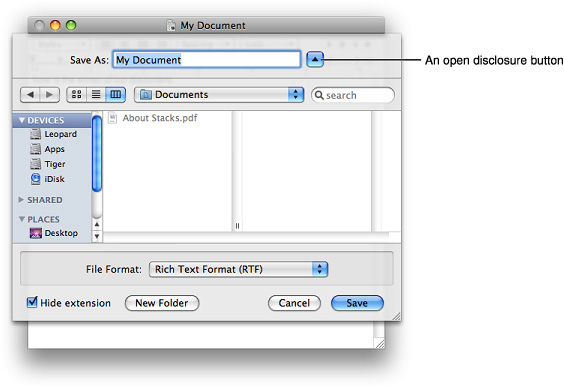 My Document
Save As: My Document
An open disclosure button
Documents
search
DEVICES
About Stacks.pdf
Leopard
Apps
Tiger
iDisk
SHARED
PLACES
Desktop
File Format: Rich Text Format (RTF)
Hide extension New Folder Cancel Save